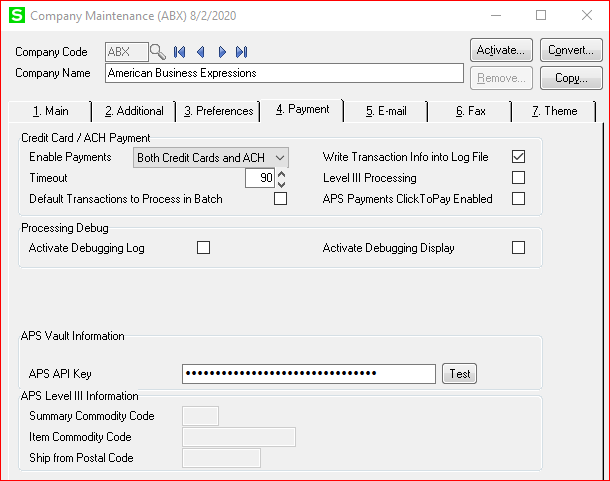 S Company Maintenance (ABX) 8/2/2020
Company Code ABX Activate... Convert...
Company Name American Business Expressions Remove... Copy...
1. Main 2. Additional 3. Preferences 4. Payment 5. E-mail 6. Fax 7. Theme
Credit Card / ACH Payment
Enable Payments Both Credit Cards and ACH Write Transaction Info into Log File
Timeout 90 Level III Processing
Default Transactions to Process in Batch APS Payments ClickToPay Enabled
Processing Debug
Activate Debugging Log Activate Debugging Display
APS Vault Information
APS API Key Test
APS Level III Information
Summary Commodity Code
Item Commodity Code
Ship from Postal Code